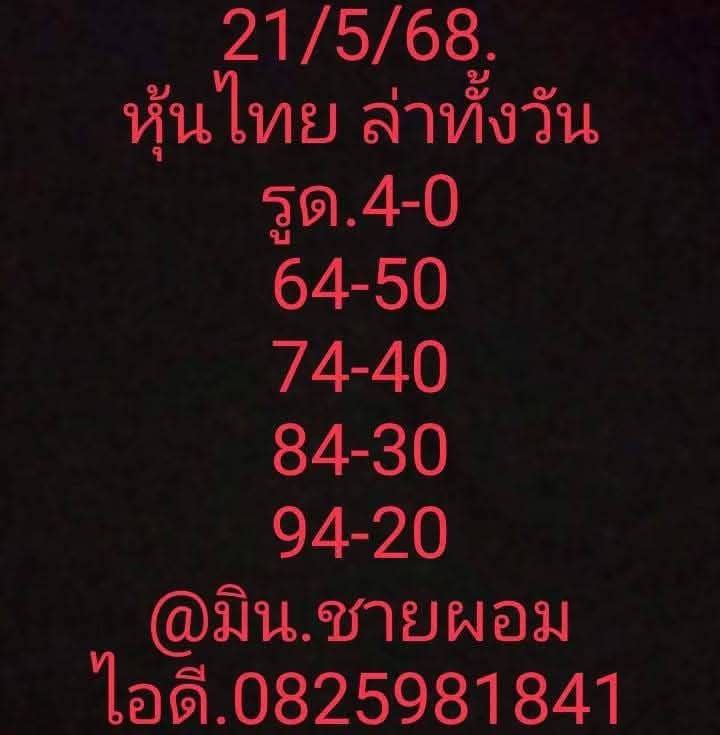 21/5/68.
หุ้นไทย ล่าทั้งวัน
รูด.4-0
64-50
74-40
84-30
94-20
@มิน.ชายผอม
ไอดี.0825981841